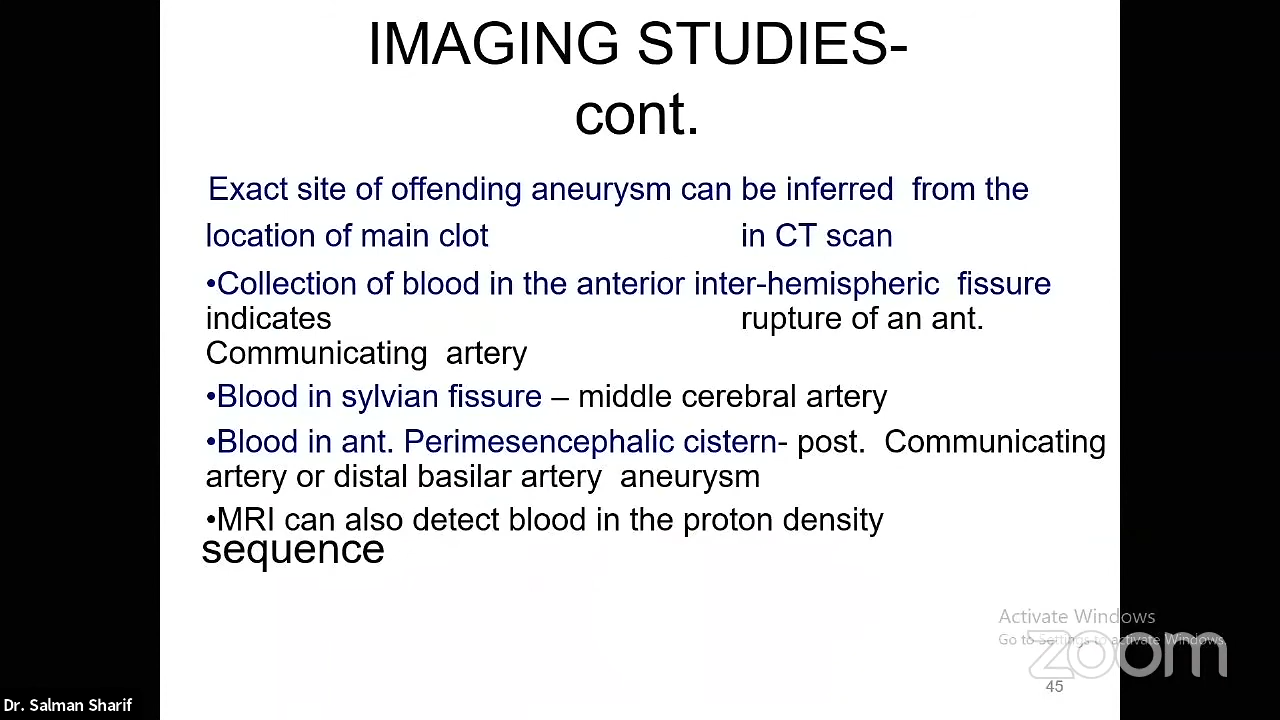 IMAGING STUDIES-
cont.
Exact site of offending aneurysm can be inferred from the
location of main clot in CT scan
•Collection of blood in the anterior inter-hemispheric fissure
indicates rupture of an ant.
Communicating artery
•Blood in sylvian fissure – middle cerebral artery
•Blood in ant. Perimesencephalic cistern- post. Communicating
artery or distal basilar artery aneurysm
•MRI can also detect blood in the proton density
sequence
Activate Windows
Go to Settings to activate Windows.
zoom
45
Dr. Salman Sharif